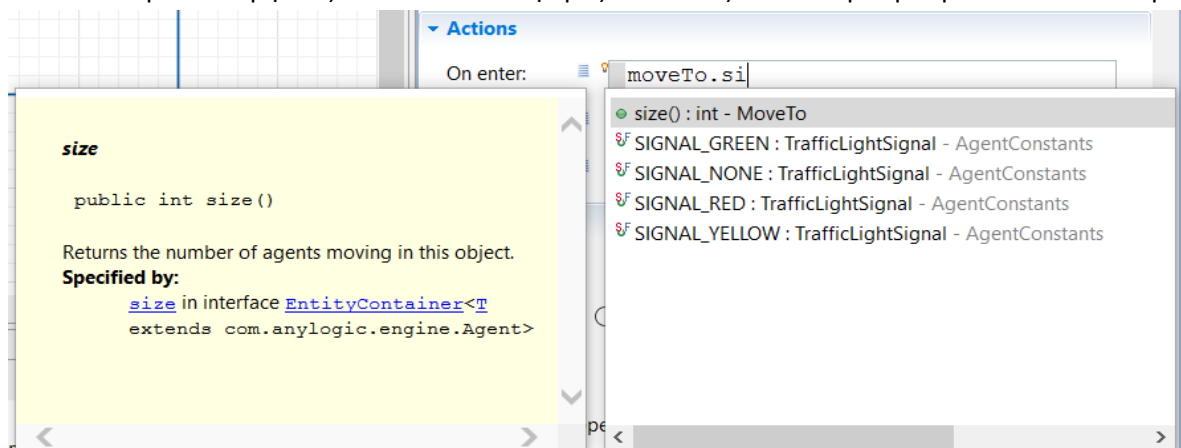 Actions
On enter:
moveTo.si
size
public int size()
Returns the number of agents moving in this object.
Specified by:
size in interface EntityContainer<T
extends com.anylogic.engine.Agent>
size() : int - MoveTo
SIGNAL_GREEN : TrafficLightSignal - AgentConstants
SIGNAL_NONE : TrafficLightSignal - AgentConstants
SIGNAL_RED : TrafficLightSignal - AgentConstants
SIGNAL_YELLOW : TrafficLightSignal - AgentConstants